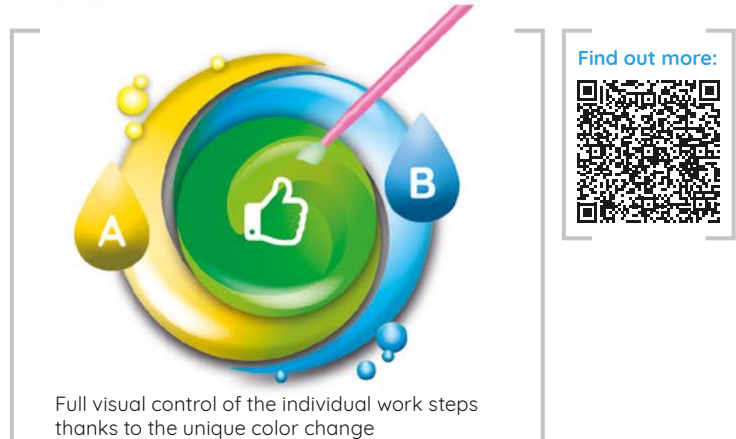 A
B
Full visual control of the individual work steps
thanks to the unique color change
Find out more: